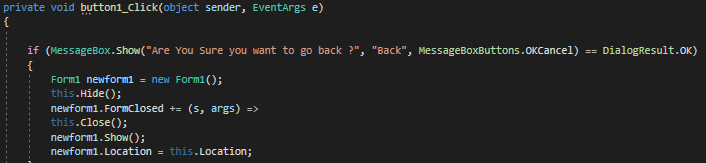 private void button1_Click(object sender, EventArgs e)
{
if (MessageBox.Show("Are You Sure you want to go back ?", "Back", MessageBoxButtons.OKCancel) == DialogResult.OK)
{
Form1 newform1 = new Form1();
this.Hide();
newform1.FormClosed += (s, args) =>
this.Close();
newform1.Show();
newform1.Location = this.Location;